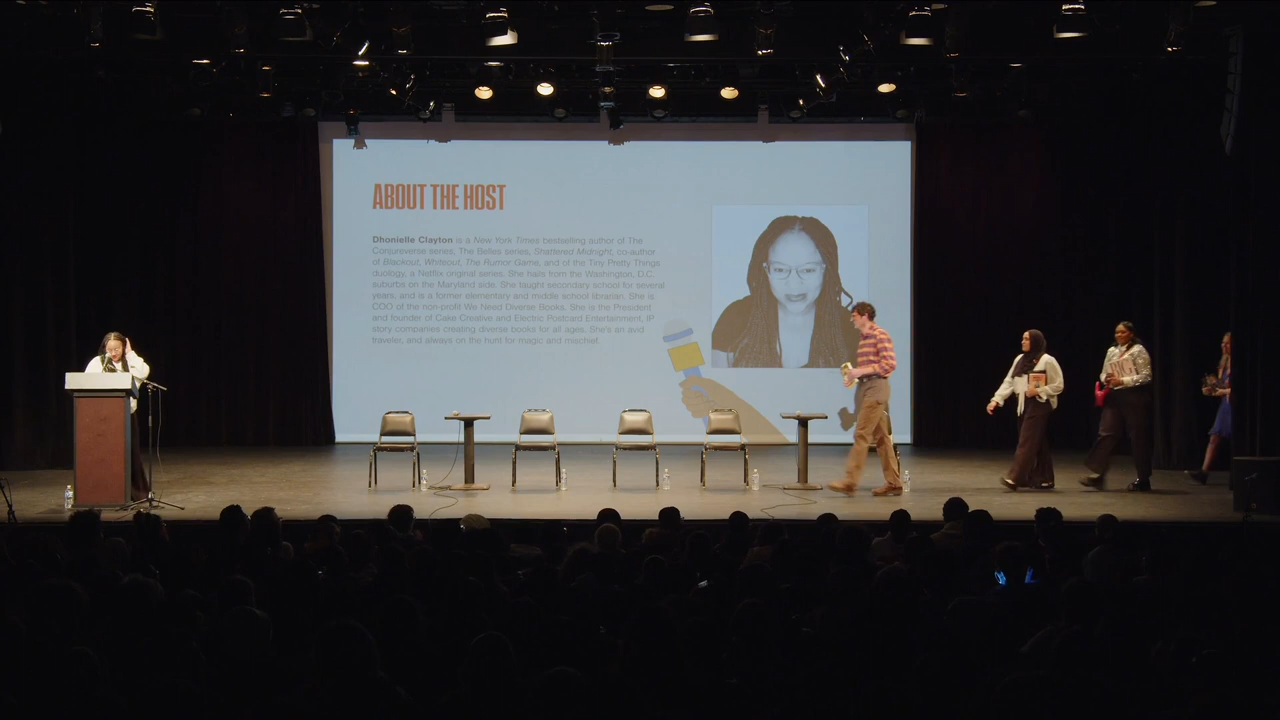 ABOUT THE HOST
Dhonielle Clayton is a New York Times bestselling author of The
Conjureverse series, The Belles series, Shattered Midnight, co-author
of Blackout, Whiteout, The Rumor Game, and of the Tiny Pretty Things
duology, a Netflix original series. She hails from the Washington, D.C.
suburbs on the Maryland side. She taught secondary school for several
years, and is a former elementary and middle school librarian. She is
COO of the non-profit We Need Diverse Books. She is the President
and founder of Cake Creative and Electric Postcard Entertainment, IP
story companies creating diverse books for all ages. She's an avid
traveler, and always on the hunt for magic and mischief.